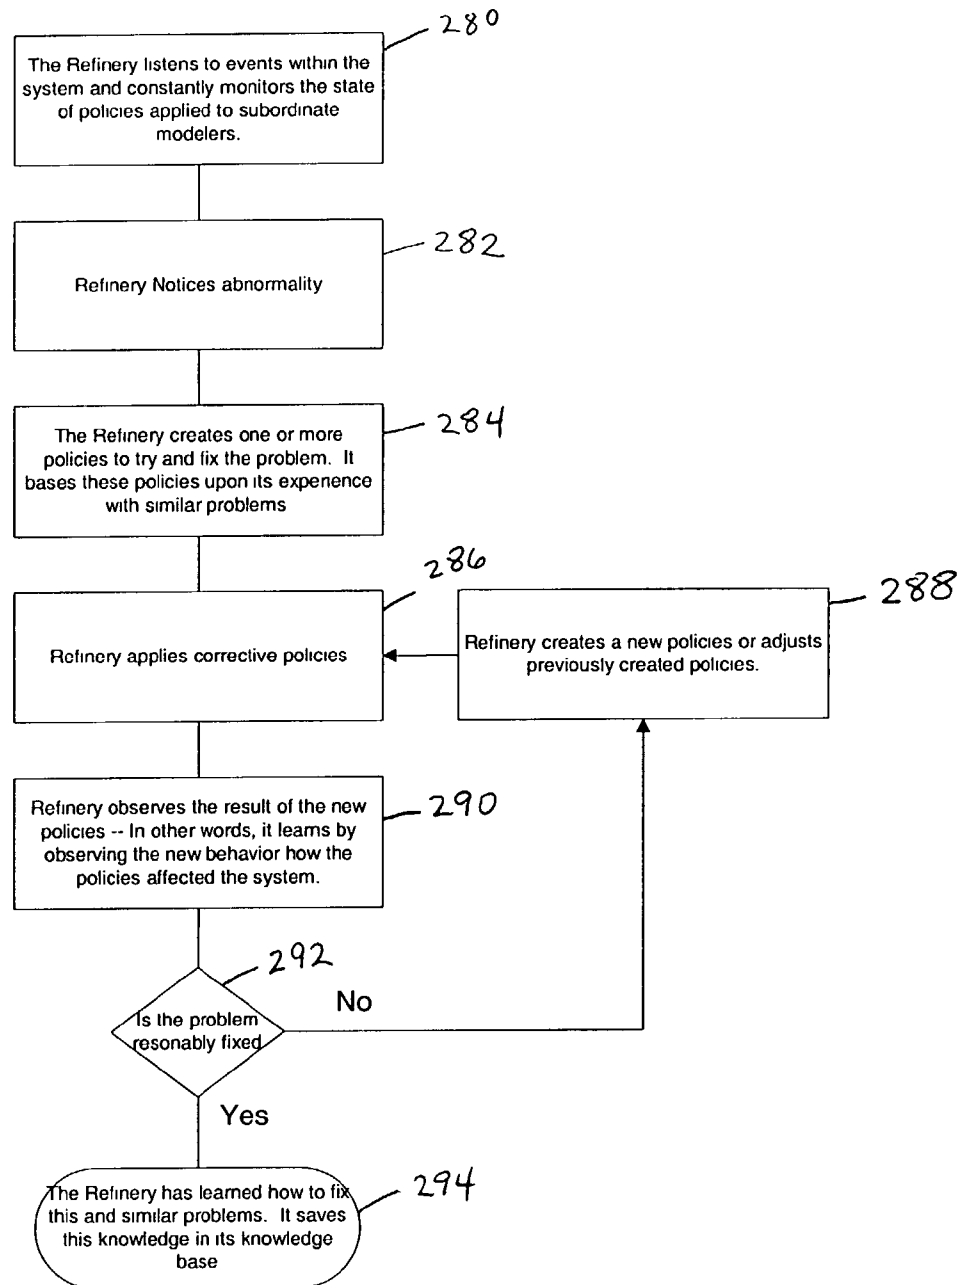 280
The Refinery listens to events within the
system and constantly monitors the state
of policies applied to subordinate
modelers.
282
Refinery Notices abnormality
284
The Refinery creates one or more
policies to try and fix the problem. It
bases these policies upon its experience
with similar problems
286
Refinery applies corrective policies
288
Refinery creates a new policies or adjusts
previously created policies.
290
Refinery observes the result of the new
policies -- In other words, it learns by
observing the new behavior how the
policies affected the system.
292
Is the problem
resonably fixed
No
Yes
294
The Refinery has learned how to fix
this and similar problems. It saves
this knowledge in its knowledge
base